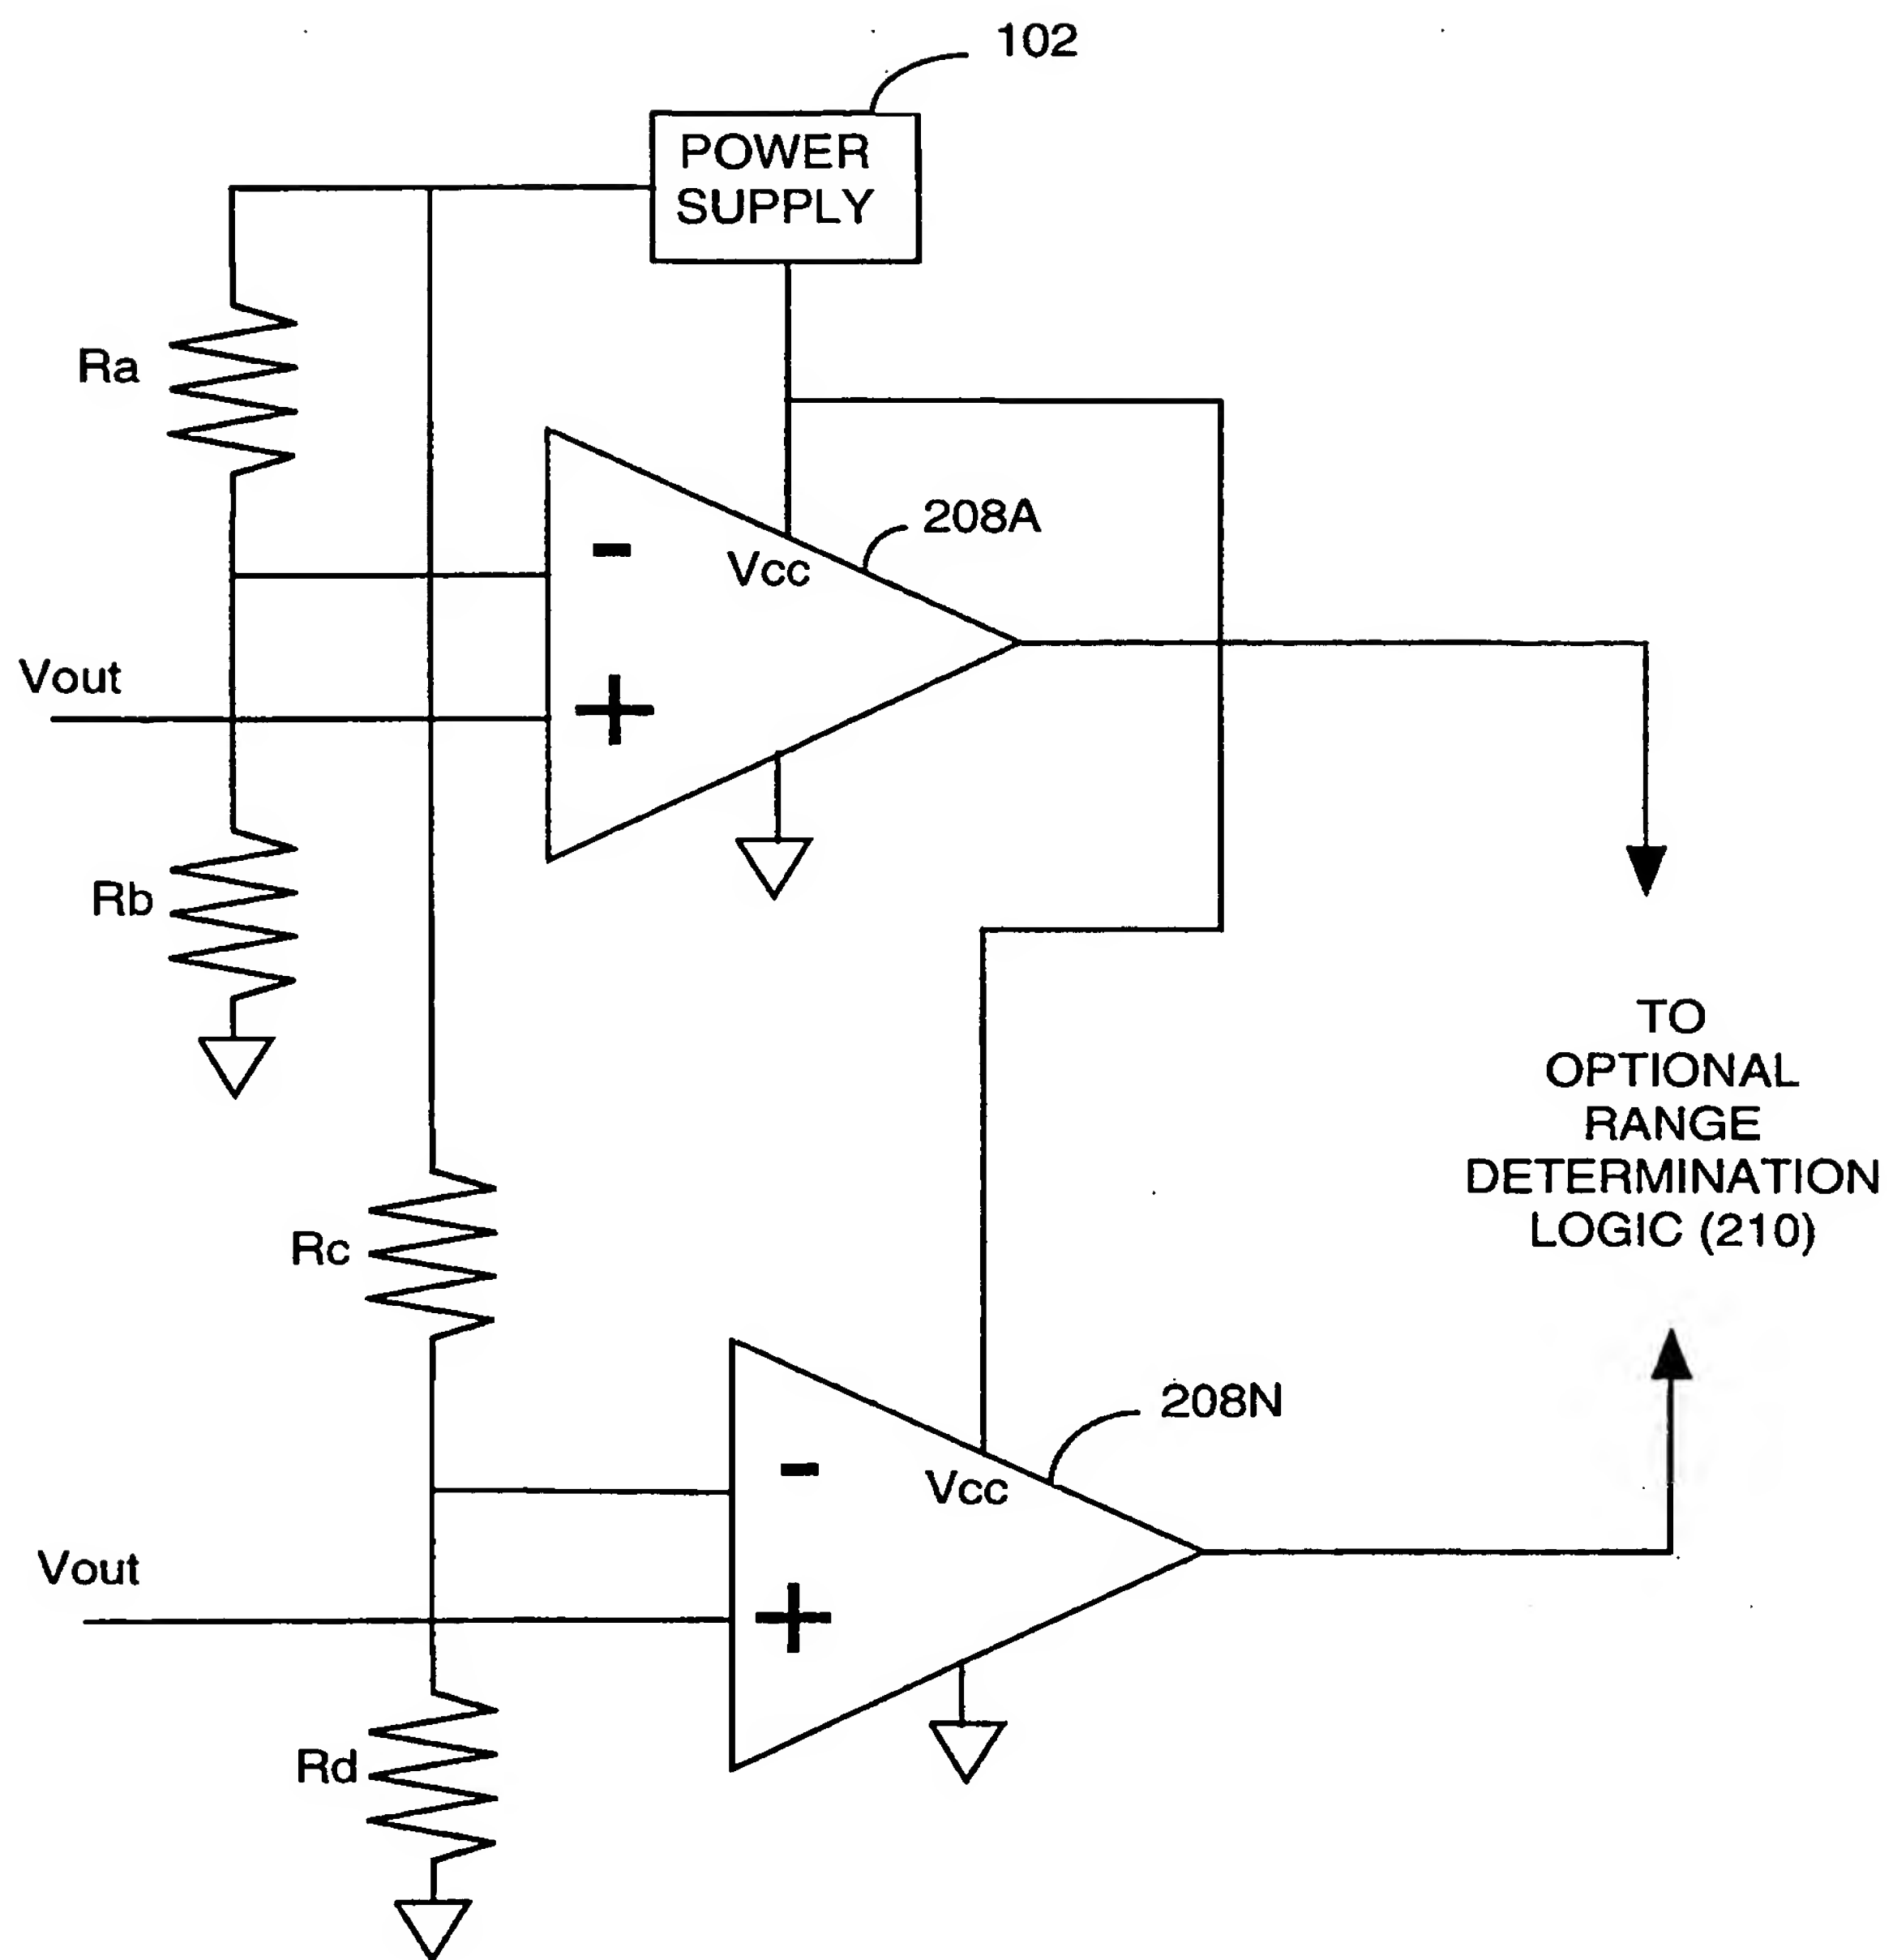 102
POWER
SUPPLY
Ra
208A
-
Vcc
Vout
+
Rb
TO
OPTIONAL
RANGE
DETERMINATION
LOGIC (210)
Rc
208N
-
Vcc
Vout
+
Rd